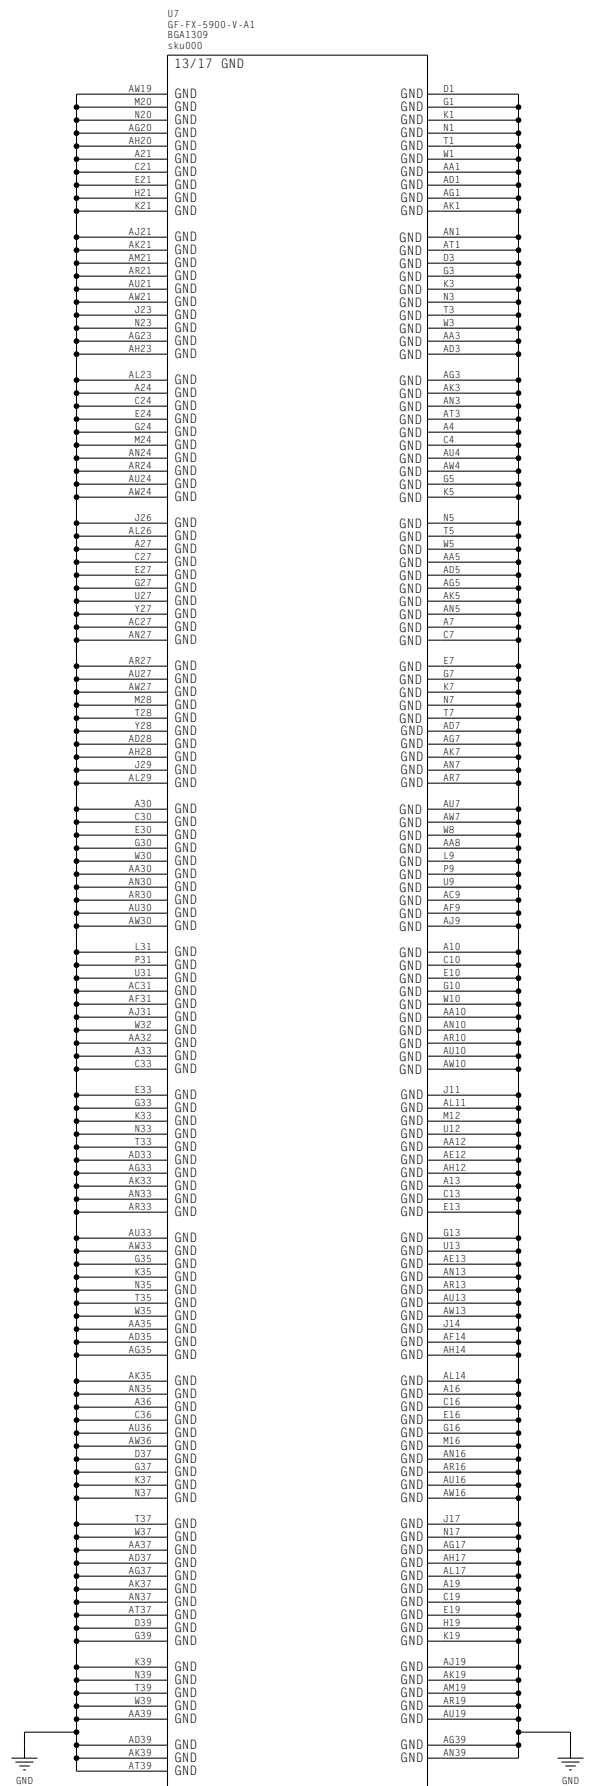 U7
GF-FX-5900-V-A1
BGA1309
sku000
13/17 GND
AW19 GND GND D1
M20 GND GND G1
N20 GND GND K1
AG20 GND GND N1
AH20 GND GND T1
A21 GND GND W1
C21 GND GND AA1
E21 GND GND AD1
H21 GND GND AG1
K21 GND GND AK1
AJ21 GND GND AN1
AK21 GND GND AT1
AM21 GND GND D3
AR21 GND GND G3
AU21 GND GND K3
AW21 GND GND N3
J23 GND GND T3
N23 GND GND W3
AG23 GND GND AA3
AH23 GND GND AD3
AL23 GND GND AG3
A24 GND GND AK3
C24 GND GND AN3
E24 GND GND AT3
G24 GND GND A4
M24 GND GND C4
AN24 GND GND AU4
AR24 GND GND AW4
AU24 GND GND G5
AW24 GND GND K5
J26 GND GND N5
AL26 GND GND T5
A27 GND GND W5
C27 GND GND AA5
E27 GND GND AD5
G27 GND GND AG5
U27 GND GND AK5
Y27 GND GND AN5
AC27 GND GND A7
AN27 GND GND C7
AR27 GND GND E7
AU27 GND GND G7
AW27 GND GND K7
M28 GND GND N7
T28 GND GND T7
Y28 GND GND AD7
AD28 GND GND AG7
AH28 GND GND AK7
J29 GND GND AN7
AL29 GND GND AR7
A30 GND GND AU7
C30 GND GND AW7
E30 GND GND W8
G30 GND GND AA8
W30 GND GND L9
AA30 GND GND P9
AN30 GND GND U9
AR30 GND GND AC9
AU30 GND GND AF9
AW30 GND GND AJ9
L31 GND GND A10
P31 GND GND C10
U31 GND GND E10
AC31 GND GND G10
AF31 GND GND W10
AJ31 GND GND AA10
W32 GND GND AN10
AA32 GND GND AR10
A33 GND GND AU10
C33 GND GND AW10
E33 GND GND J11
G33 GND GND AL11
K33 GND GND M12
N33 GND GND U12
T33 GND GND AA12
AD33 GND GND AE12
AG33 GND GND AH12
AK33 GND GND A13
AN33 GND GND C13
AR33 GND GND E13
AU33 GND GND G13
AW33 GND GND U13
G35 GND GND AE13
K35 GND GND AN13
N35 GND GND AR13
T35 GND GND AU13
W35 GND GND AW13
AA35 GND GND J14
AD35 GND GND AF14
AG35 GND GND AH14
AK35 GND GND AL14
AN35 GND GND A16
A36 GND GND C16
C36 GND GND E16
AU36 GND GND G16
AW36 GND GND M16
D37 GND GND AN16
G37 GND GND AR16
K37 GND GND AU16
N37 GND GND AW16
T37 GND GND J17
W37 GND GND N17
AA37 GND GND AG17
AD37 GND GND AH17
AG37 GND GND AL17
AK37 GND GND A19
AN37 GND GND C19
AT37 GND GND E19
D39 GND GND H19
G39 GND GND K19
K39 GND GND AJ19
N39 GND GND AK19
T39 GND GND AM19
W39 GND GND AR19
AA39 GND GND AU19
AD39 GND GND AG39
AK39 GND GND AN39
AT39 GND
GND GND